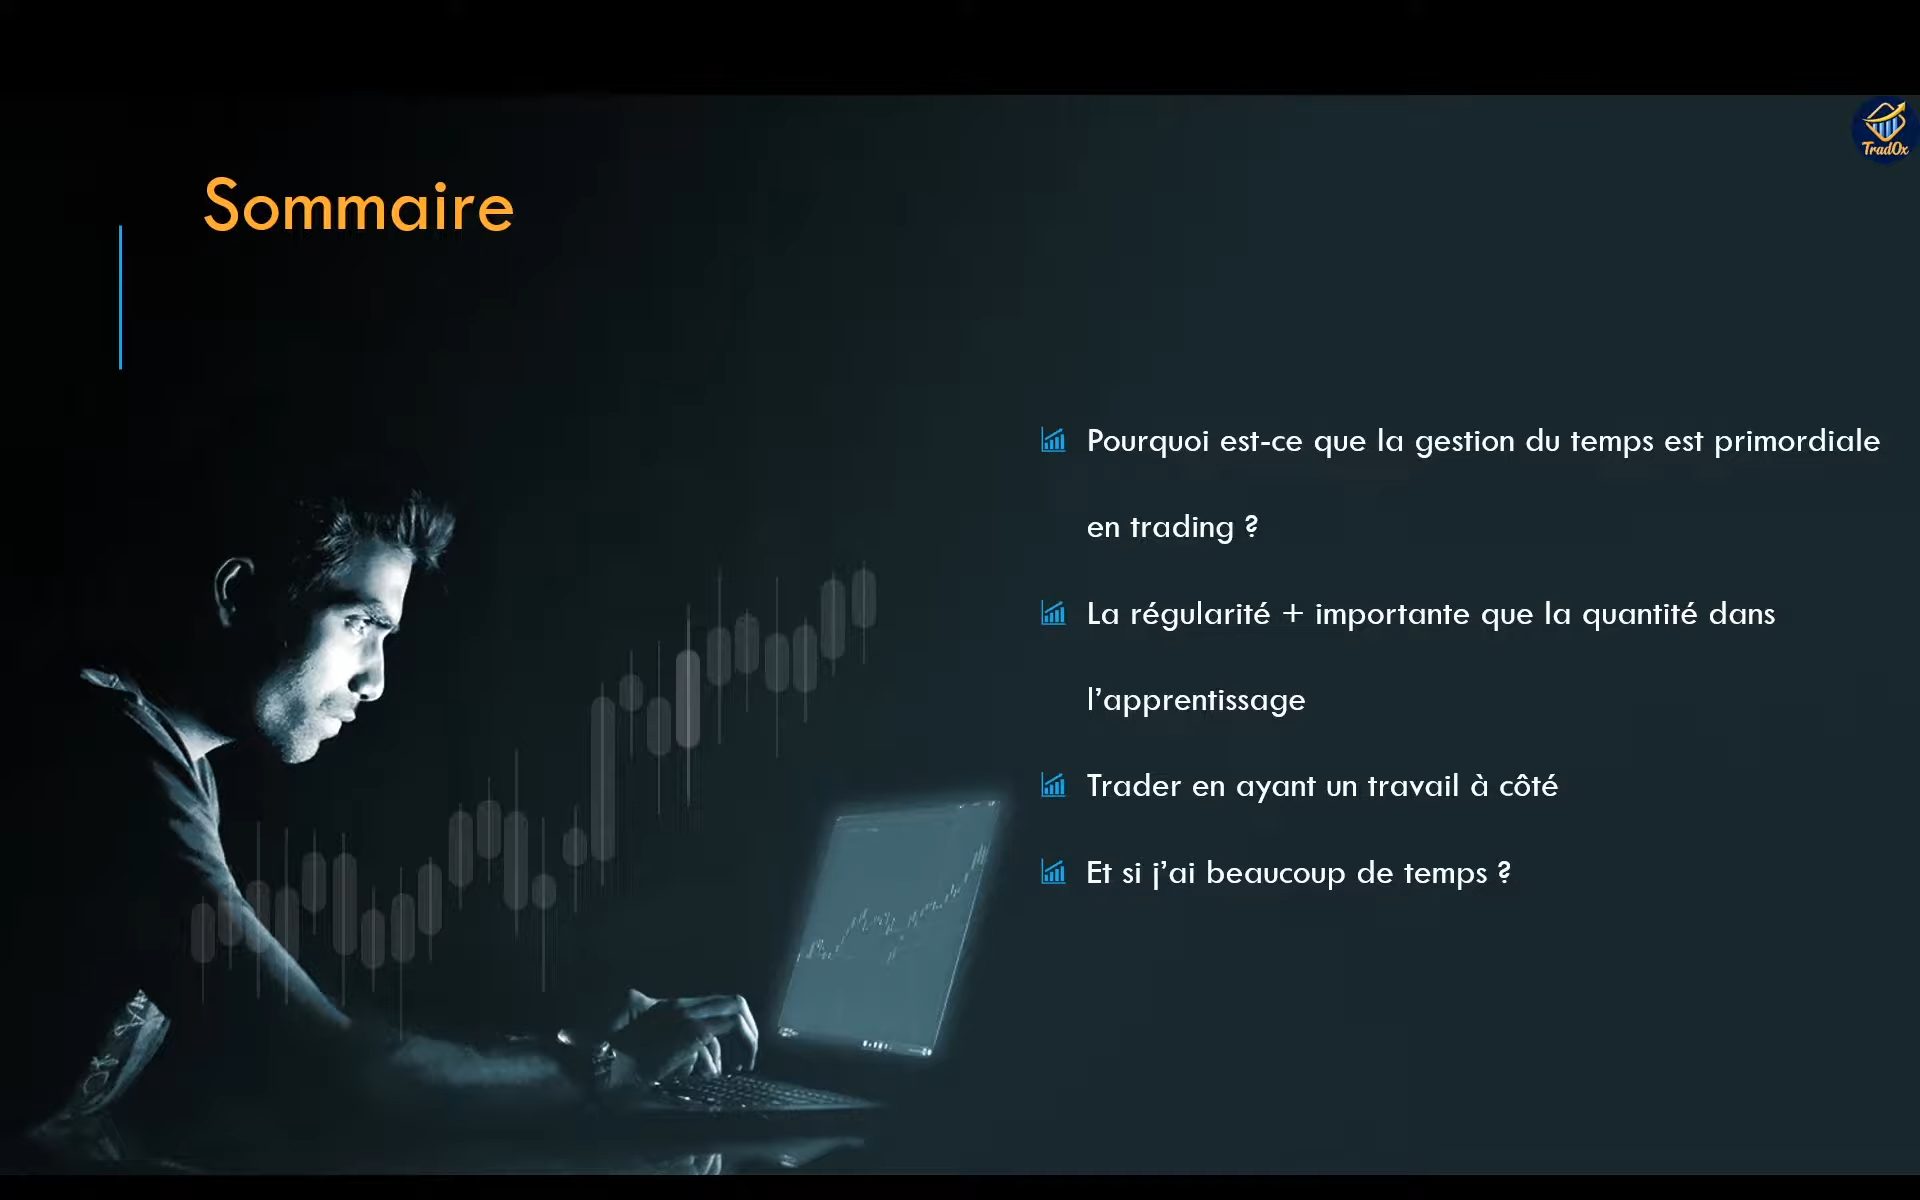 TradOx
Sommaire
Pourquoi est-ce que la gestion du temps est primordiale
en trading ?
La régularité + importante que la quantité dans
l’apprentissage
Trader en ayant un travail à côté
Et si j’ai beaucoup de temps ?